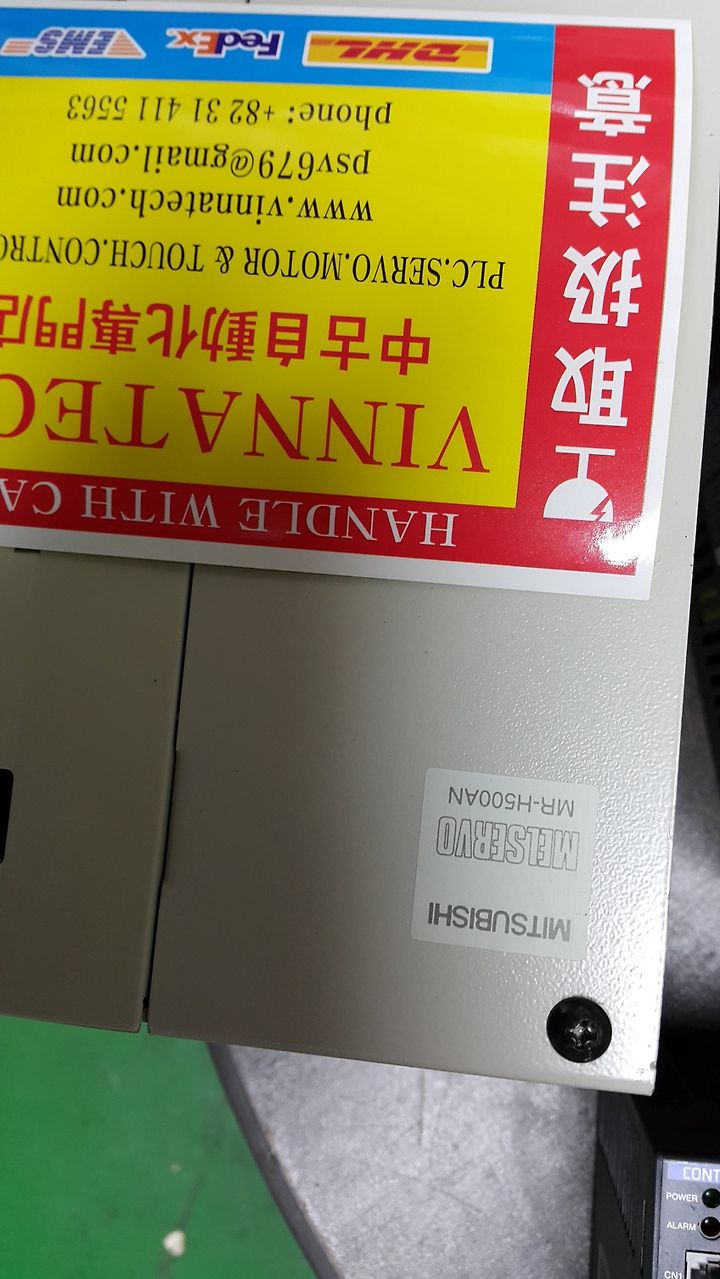 HANDLE WITH CA
VINNATEC
中古自動化專門店
PLC.SERVO.MOTOR & TOUCH.CONTRO
www.vinnatech.com
psv679@gmail.com
phone: +82 31 411 5563
DHL FedEx EMS
取扱注意
MITSUBISHI
MELSERVO
MR-H500AN
CONT
POWER
ALARM
CN1